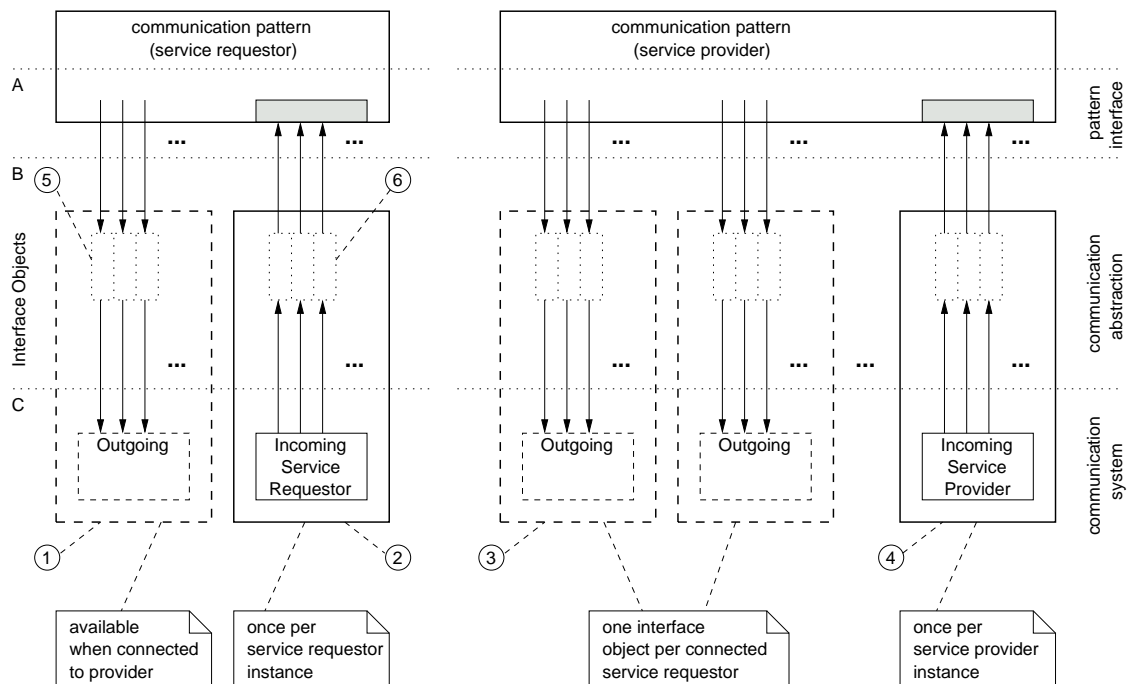 communication pattern
(service requestor)
communication pattern
(service provider)
A
...
...
...
...
...
pattern
interface
B
5
6
Interface Objects
communication
abstraction
...
...
...
...
...
...
C
Outgoing
Incoming
Service
Requestor
Outgoing
Outgoing
Incoming
Service
Provider
communication
system
1
2
3
4
available
when connected
to provider
once per
service requestor
instance
one interface
object per connected
service requestor
once per
service provider
instance